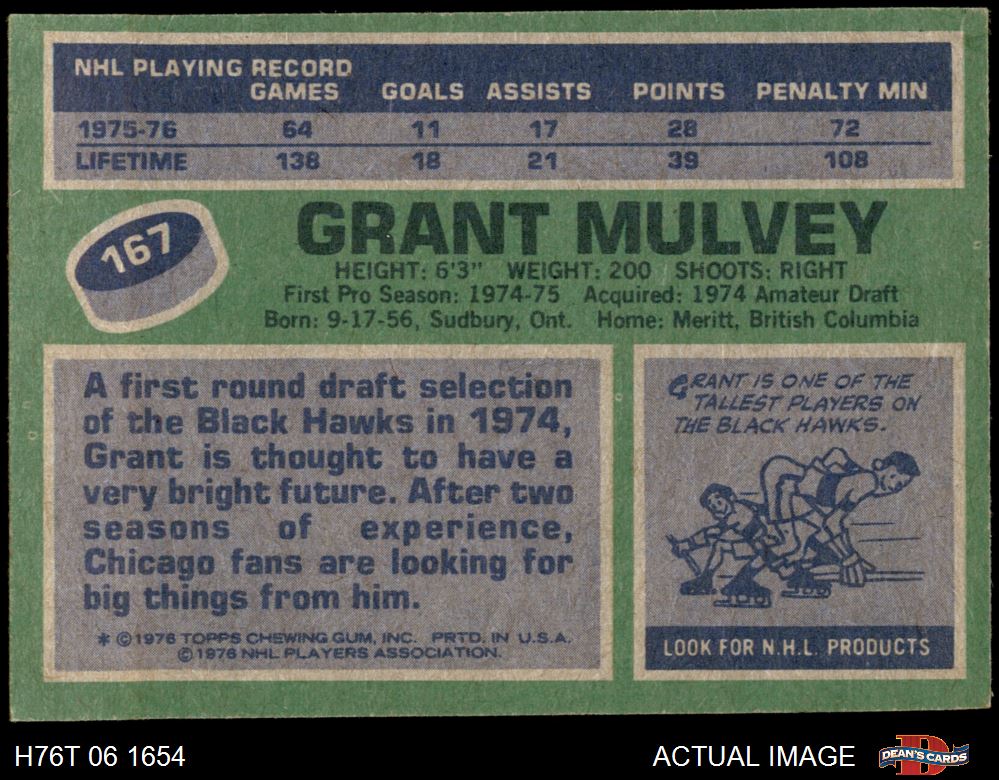 NHL PLAYING RECORD
GAMES GOALS ASSISTS POINTS PENALTY MIN
1975-76 64 11 17 28 72
LIFETIME 138 18 21 39 108
167
GRANT MULVEY
HEIGHT: 6'3" WEIGHT: 200 SHOOTS: RIGHT
First Pro Season: 1974-75 Acquired: 1974 Amateur Draft
Born: 9-17-56, Sudbury, Ont. Home: Meritt, British Columbia
A first round draft selection
of the Black Hawks in 1974,
Grant is thought to have a
very bright future. After two
seasons of experience,
Chicago fans are looking for
big things from him.
* © 1976 TOPPS CHEWING GUM, INC. PRTD. IN U.S.A.
© 1976 NHL PLAYERS ASSOCIATION.
GRANT IS ONE OF THE
TALLEST PLAYERS ON
THE BLACK HAWKS.
LOOK FOR N.H.L. PRODUCTS
H76T 06 1654
ACTUAL IMAGE
D
DEAN'S CARDS